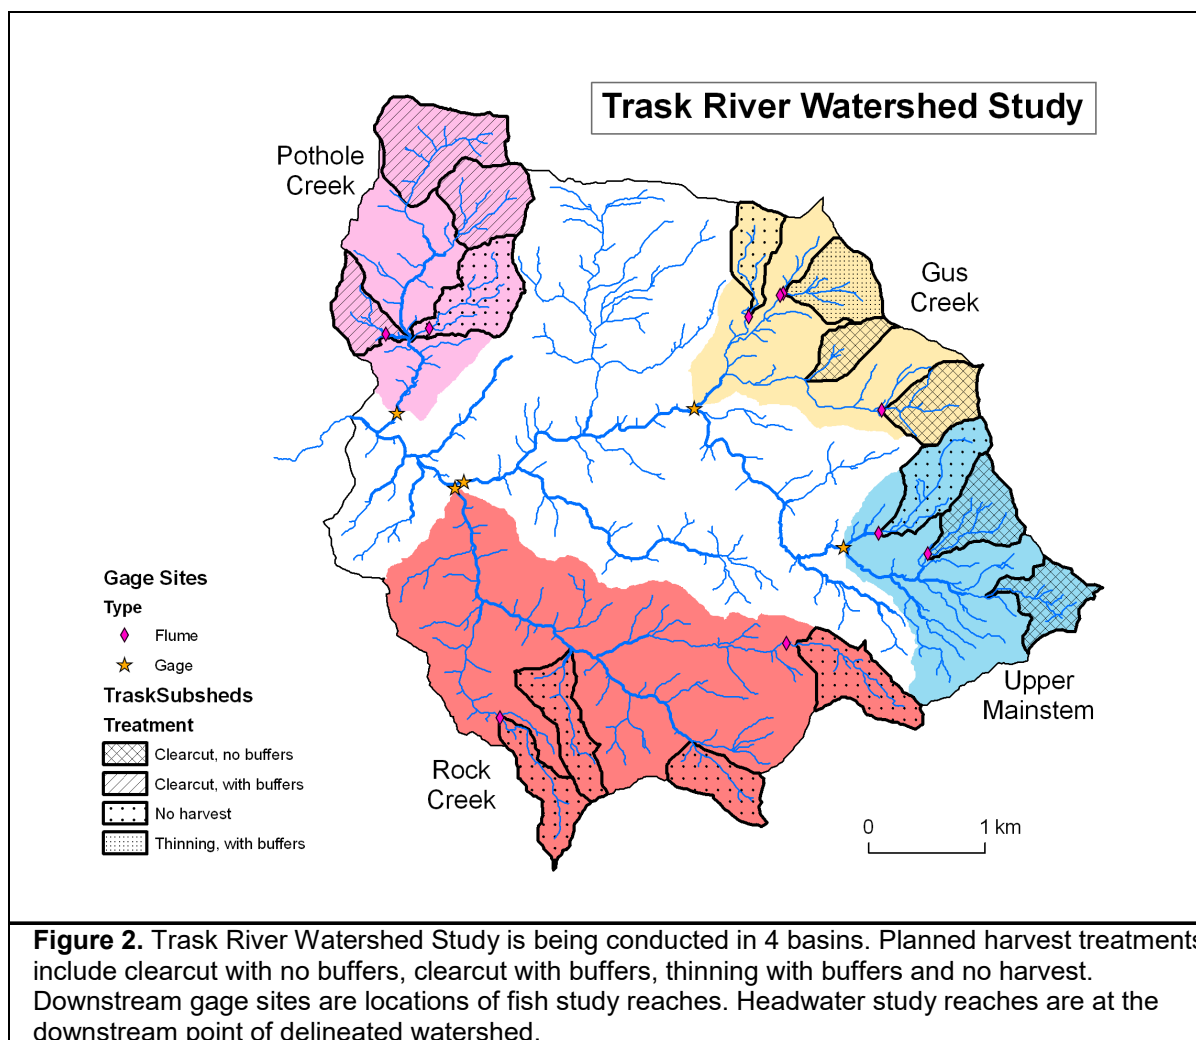 Trask River Watershed Study
Pothole
Creek
Gus
Creek
Gage Sites
Type
Flume
Gage
TraskSubsheds
Treatment
Clearcut, no buffers
Clearcut, with buffers
No harvest
Thinning, with buffers
Upper
Mainstem
Rock
Creek
0 1 km
Figure 2. Trask River Watershed Study is being conducted in 4 basins. Planned harvest treatments
include clearcut with no buffers, clearcut with buffers, thinning with buffers and no harvest.
Downstream gage sites are locations of fish study reaches. Headwater study reaches are at the
downstream point of delineated watershed.